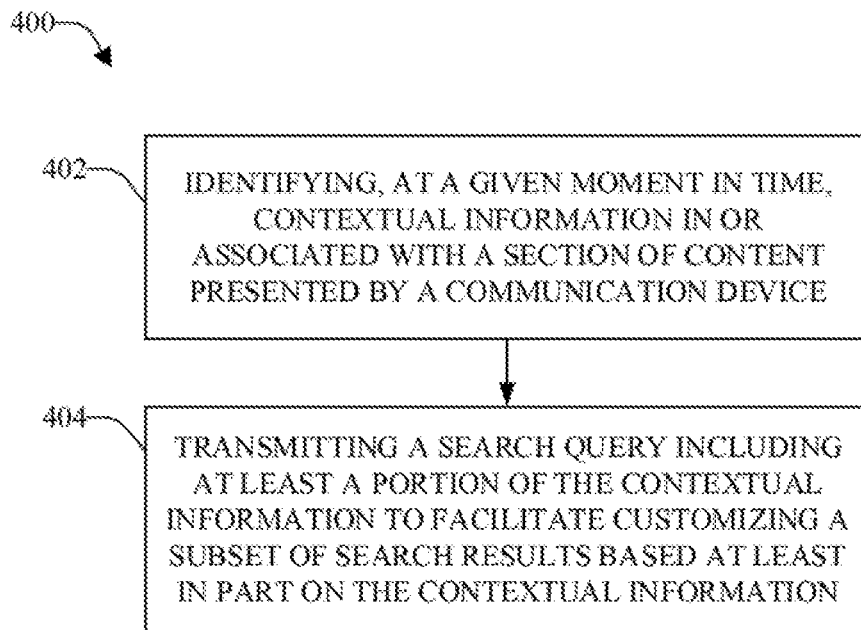 400
402
IDENTIFYING, AT A GIVEN MOMENT IN TIME,
CONTEXTUAL INFORMATION IN OR
ASSOCIATED WITH A SECTION OF CONTENT
PRESENTED BY A COMMUNICATION DEVICE
404
TRANSMITTING A SEARCH QUERY INCLUDING
AT LEAST A PORTION OF THE CONTEXTUAL
INFORMATION TO FACILITATE CUSTOMIZING A
SUBSET OF SEARCH RESULTS BASED AT LEAST
IN PART ON THE CONTEXTUAL INFORMATION